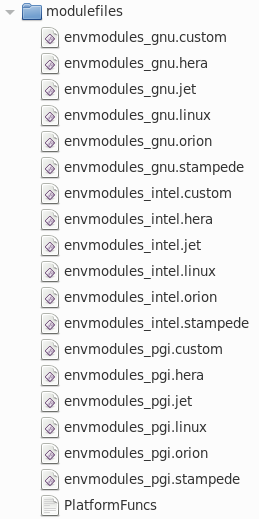 modulefiles
envmodules_gnu.custom
envmodules_gnu.hera
envmodules_gnu.jet
envmodules_gnu.linux
envmodules_gnu.orion
envmodules_gnu.stampede
envmodules_intel.custom
envmodules_intel.hera
envmodules_intel.jet
envmodules_intel.linux
envmodules_intel.orion
envmodules_intel.stampede
envmodules_pgi.custom
envmodules_pgi.hera
envmodules_pgi.jet
envmodules_pgi.linux
envmodules_pgi.orion
envmodules_pgi.stampede
PlatformFuncs